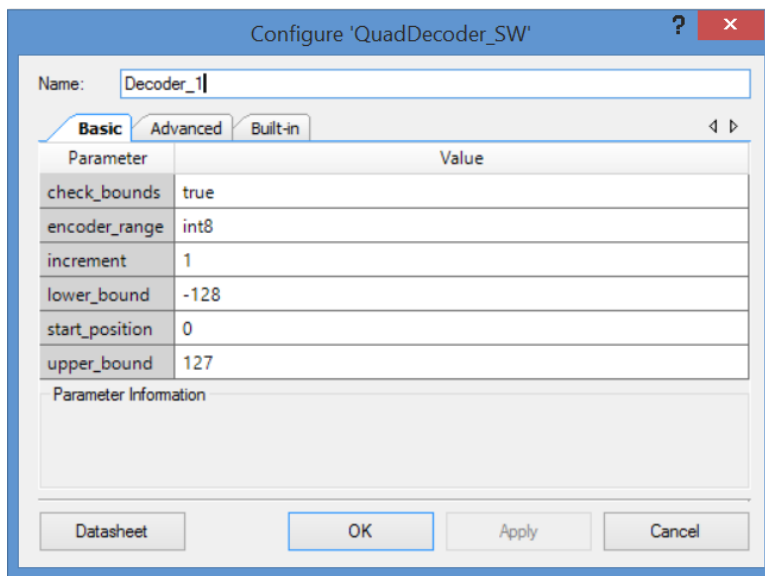 Configure 'QuadDecoder_SW'
?
×
Name: Decoder_1
Basic Advanced Built-in
Parameter Value
check_bounds true
encoder_range int8
increment 1
lower_bound -128
start_position 0
upper_bound 127
Parameter Information
Datasheet OK Apply Cancel